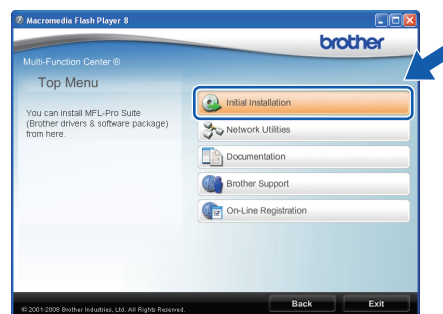 Macromedia Flash Player 8
brother
Multi-Function Center ®
Top Menu
You can install MFL-Pro Suite
(Brother drivers & software package)
from here.
Initial Installation
Network Utilities
Documentation
Brother Support
On-Line Registration
© 2001-2008 Brother Industries, Ltd. All Rights Reserved.
Back
Exit